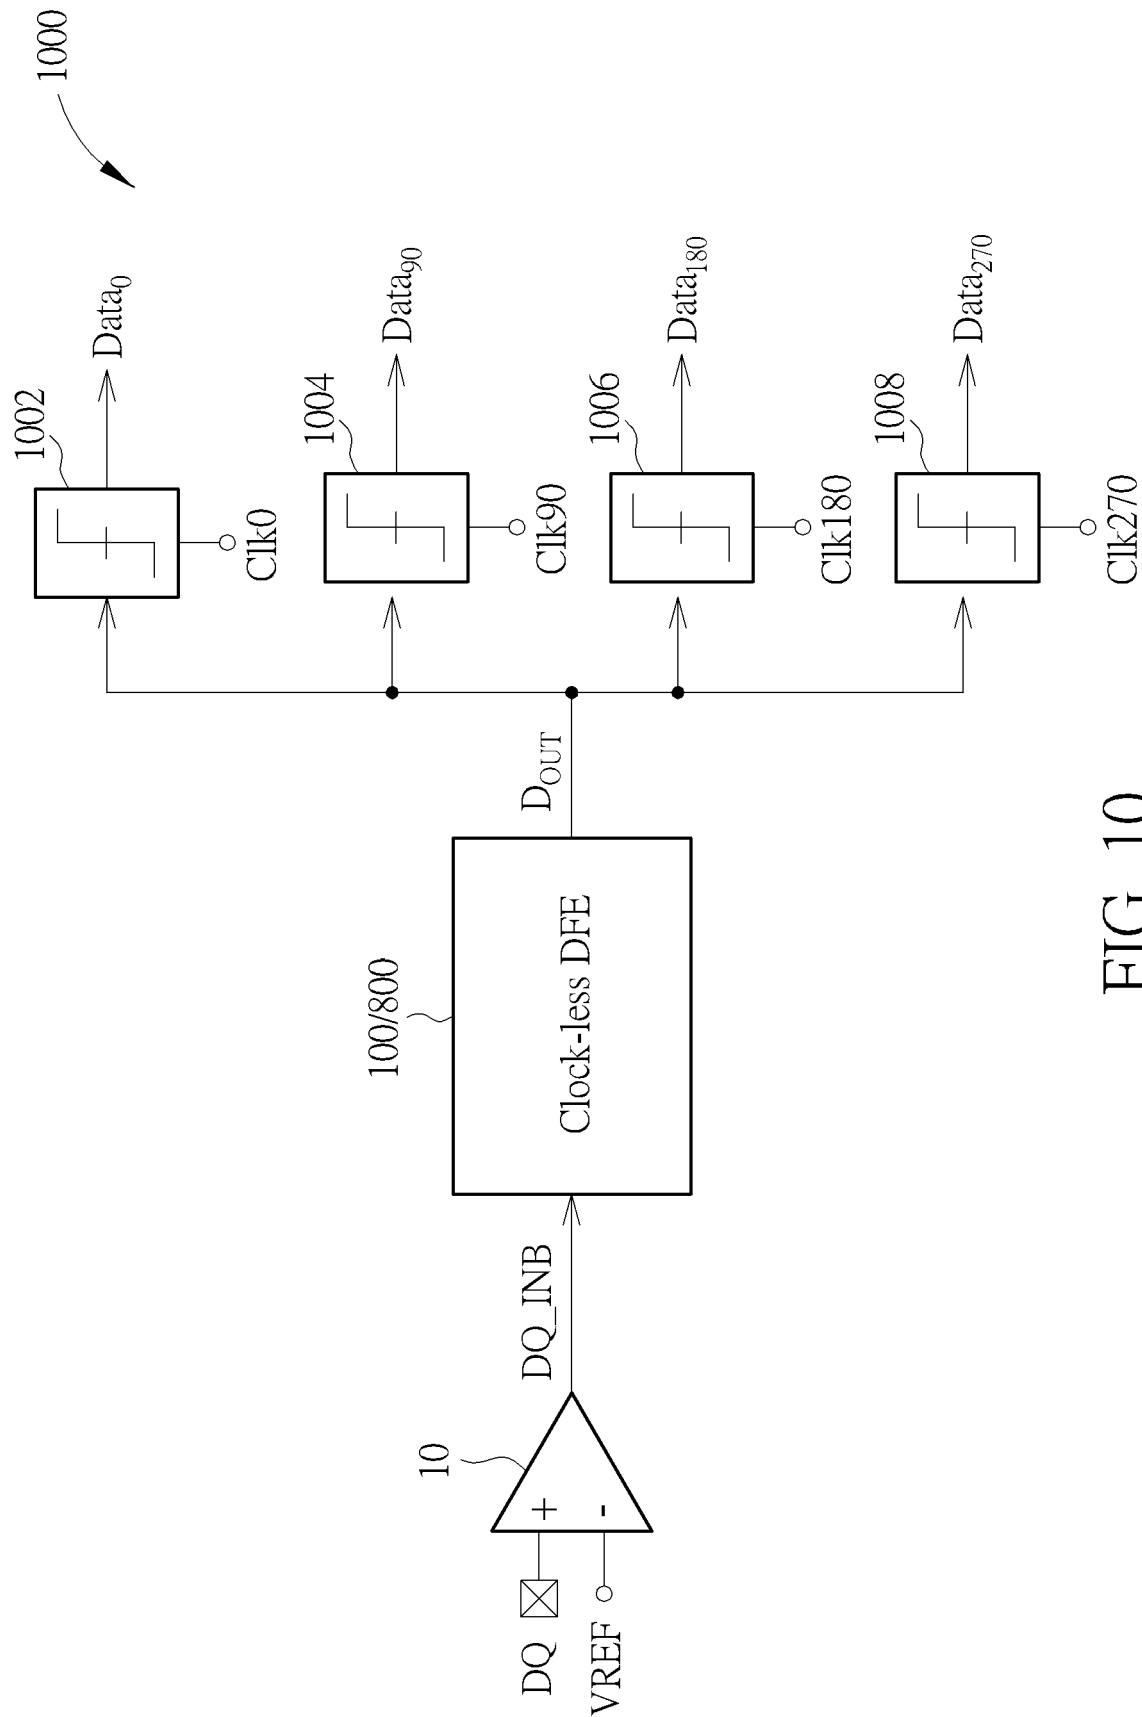 1000
1002
Data0
Clk0
1004
Data90
Clk90
1006
Data180
Clk180
1008
Data270
Clk270
DOUT
100/800
Clock-less DFE
DQ_INB
10
+
-
DQ
VREF
FIG. 10